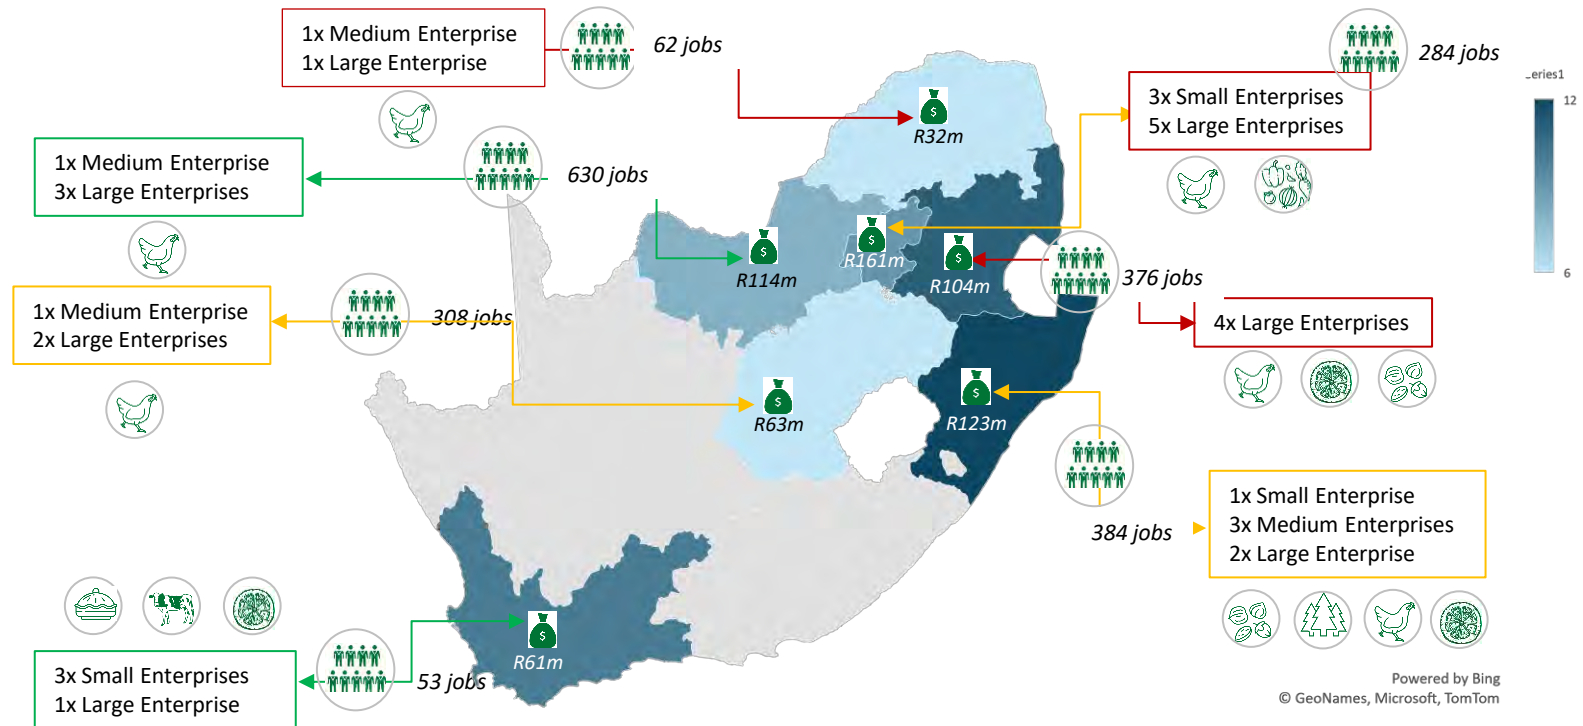 1x Medium Enterprise
1x Large Enterprise
62 jobs
284 jobs
_eries1
12
6
3x Small Enterprises
5x Large Enterprises
R32m
1x Medium Enterprise
3x Large Enterprises
630 jobs
R114m
R161m
R104m
376 jobs
4x Large Enterprises
1x Medium Enterprise
2x Large Enterprises
308 jobs
R63m
R123m
384 jobs
1x Small Enterprise
3x Medium Enterprises
2x Large Enterprise
R61m
53 jobs
3x Small Enterprises
1x Large Enterprise
Powered by Bing
© GeoNames, Microsoft, TomTom